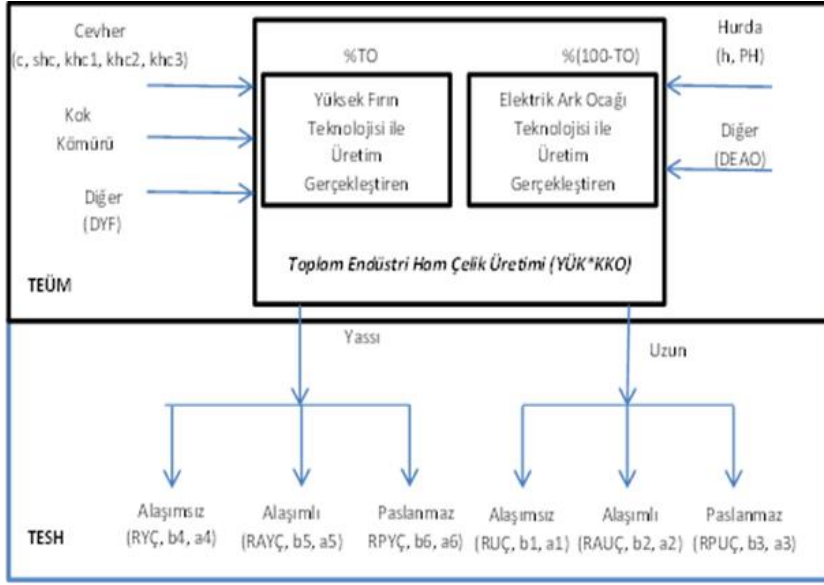 Cevher
(c, shc, khc1, khc2, khc3)
Kok
Kömürü
Diğer
(DYF)
TEÜM
%TO
Yüksek Fırın
Teknolojisi ile
Üretim
Gerçekleştiren
%(100-TO)
Elektrik Ark Ocağı
Teknolojisi ile
Üretim
Gerçekleştiren
Toplam Endüstri Ham Çelik Üretimi (YÜK*KKO)
Hurda
(h, PH)
Diğer
(DEAO)
Yassı
Uzun
TESH
Alaşımsız
(RYÇ, b4, a4)
Alaşımlı
(RAYÇ, b5, a5)
Paslanmaz
RPYÇ, b6, a6)
Alaşımsız
(RUÇ, b1, a1)
Alaşımlı
(RAUÇ, b2, a2)
Paslanmaz
(RPUÇ, b3, a3)